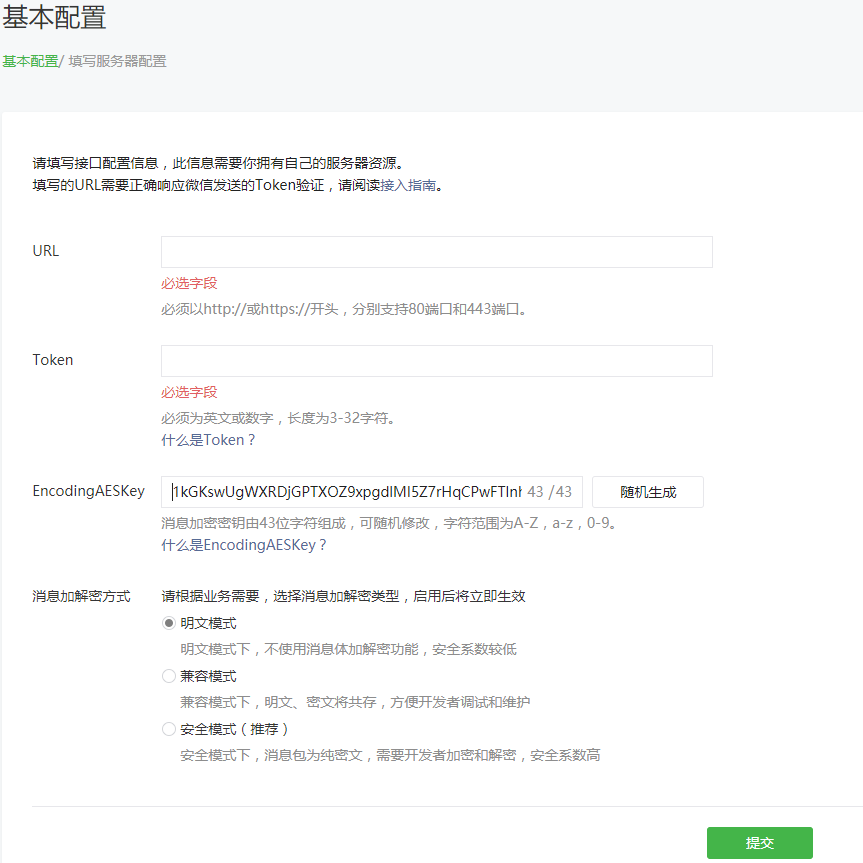 基本配置
基本配置/ 填写服务器配置
请填写接口配置信息，此信息需要你拥有自己的服务器资源。
填写的URL需要正确响应微信发送的Token验证，请阅读接入指南。
URL
必选字段
必须以http://或https://开头，分别支持80端口和443端口。
Token
必选字段
必须为英文或数字，长度为3-32字符。
什么是Token？
EncodingAESKey 43 /43 随机生成
消息加密密钥由43位字符组成，可随机修改，字符范围为A-Z，a-z，0-9。
什么是EncodingAESKey？
消息加解密方式 请根据业务需要，选择消息加解密类型，启用后将立即生效
明文模式
明文模式下，不使用消息体加解密功能，安全系数较低
兼容模式
兼容模式下，明文、密文将共存，方便开发者调试和维护
安全模式（推荐）
安全模式下，消息包为纯密文，需要开发者加密和解密，安全系数高
提交